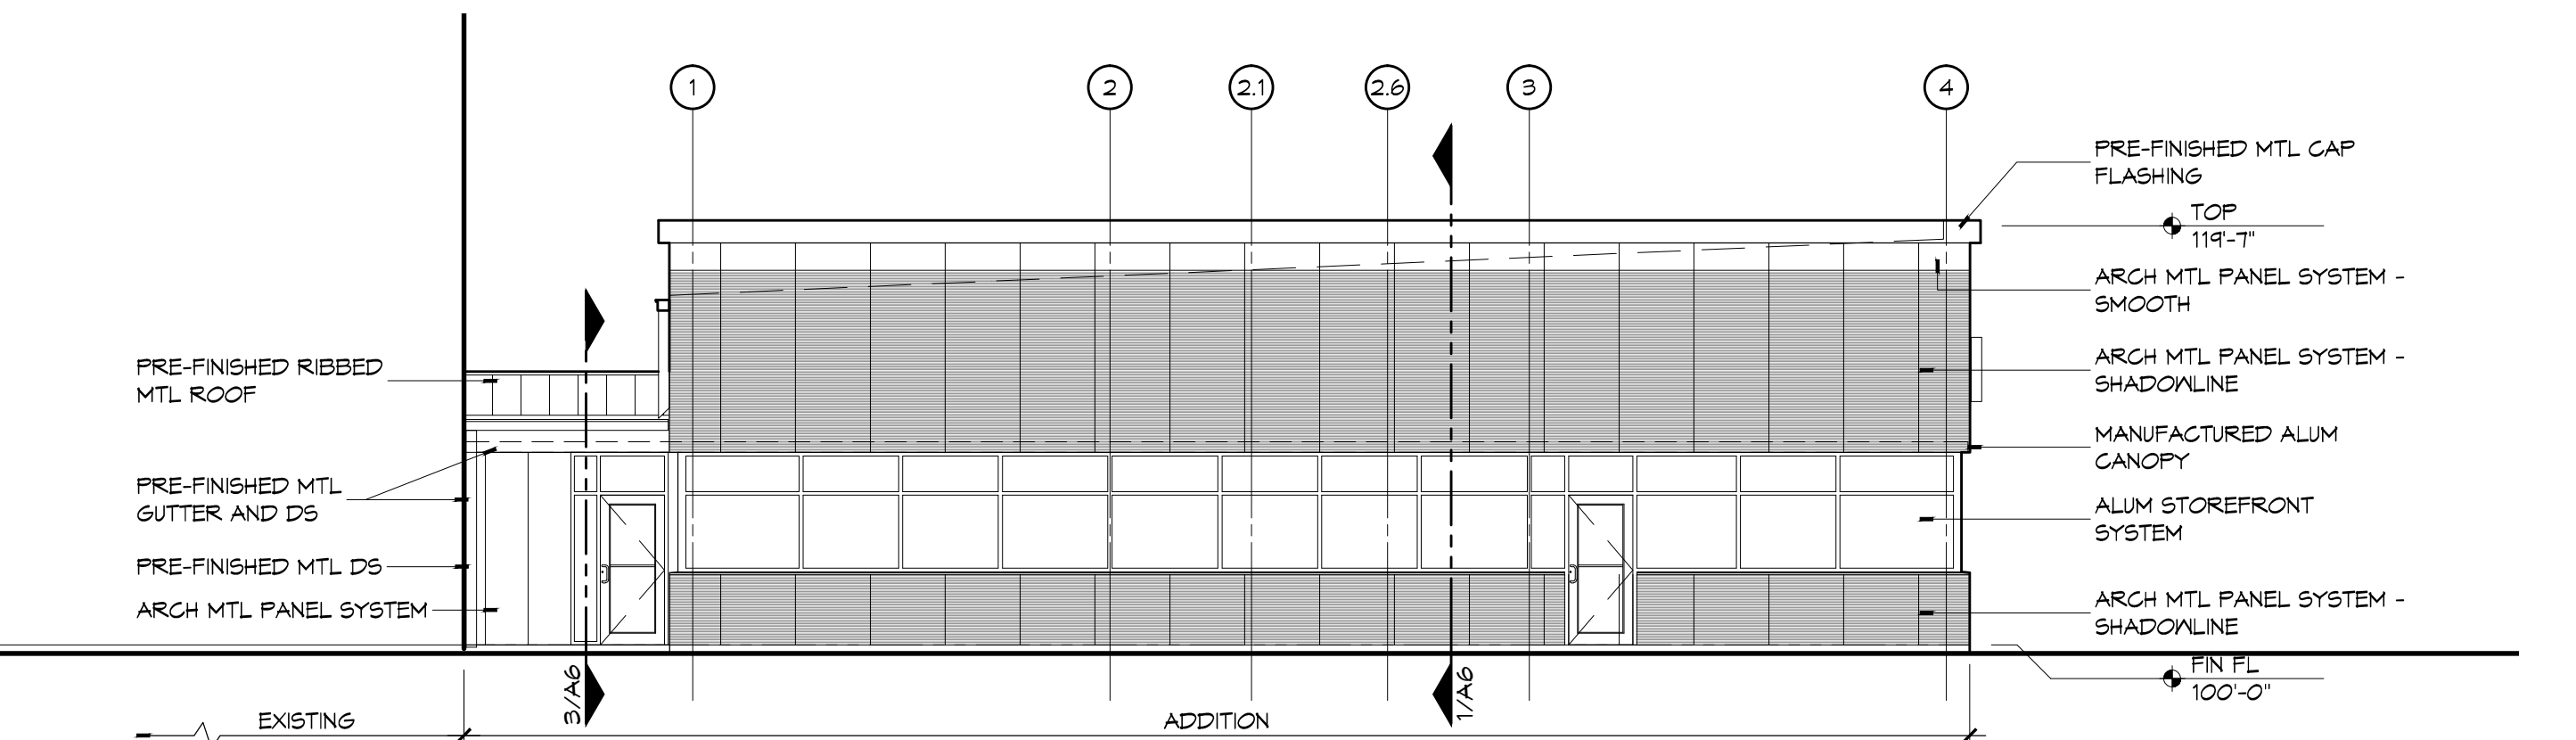 1
2
2.1
2.6
3
4
PRE-FINISHED MTL CAP
FLASHING
TOP
119'-7"
ARCH MTL PANEL SYSTEM -
SMOOTH
ARCH MTL PANEL SYSTEM -
SHADOWLINE
MANUFACTURED ALUM
CANOPY
ALUM STOREFRONT
SYSTEM
ARCH MTL PANEL SYSTEM -
SHADOWLINE
FIN FL
100'-0"
PRE-FINISHED RIBBED
MTL ROOF
PRE-FINISHED MTL
GUTTER AND DS
PRE-FINISHED MTL DS
ARCH MTL PANEL SYSTEM
3/A6
1/A6
EXISTING
ADDITION